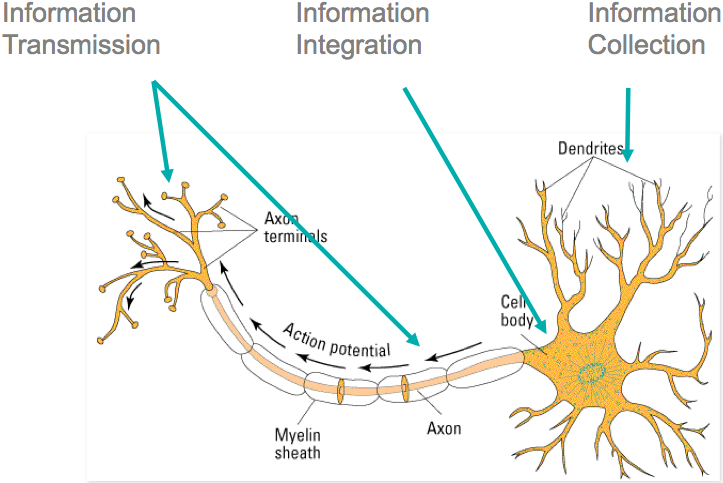 Information
Transmission
Information
Integration
Information
Collection
Dendrites
Axon
terminals
Cell
body
Action potential
Myelin
sheath
Axon